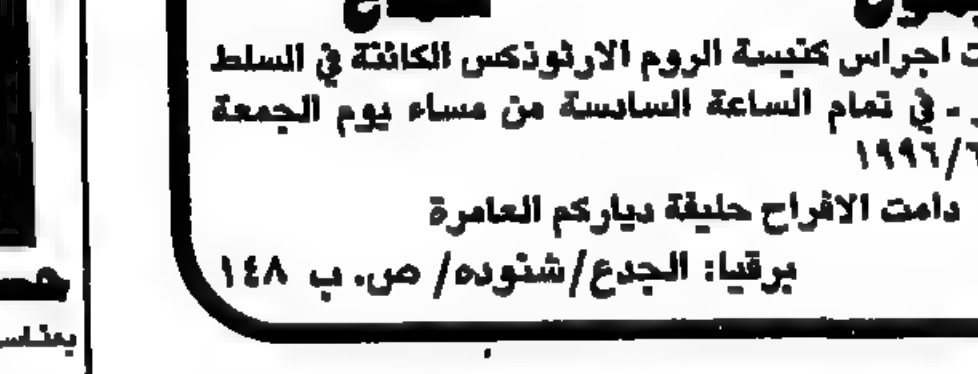 اجراس كنيسة الروم الارثوذكس الكائنة في السلط
- في تمام الساعة السادسة من مساء يوم الجمعة
١٩٩٦/٦
دامت الافراح حليفة دياركم العامرة
برقيا: الجدع/شنوده/ ص. ب ١٤٨